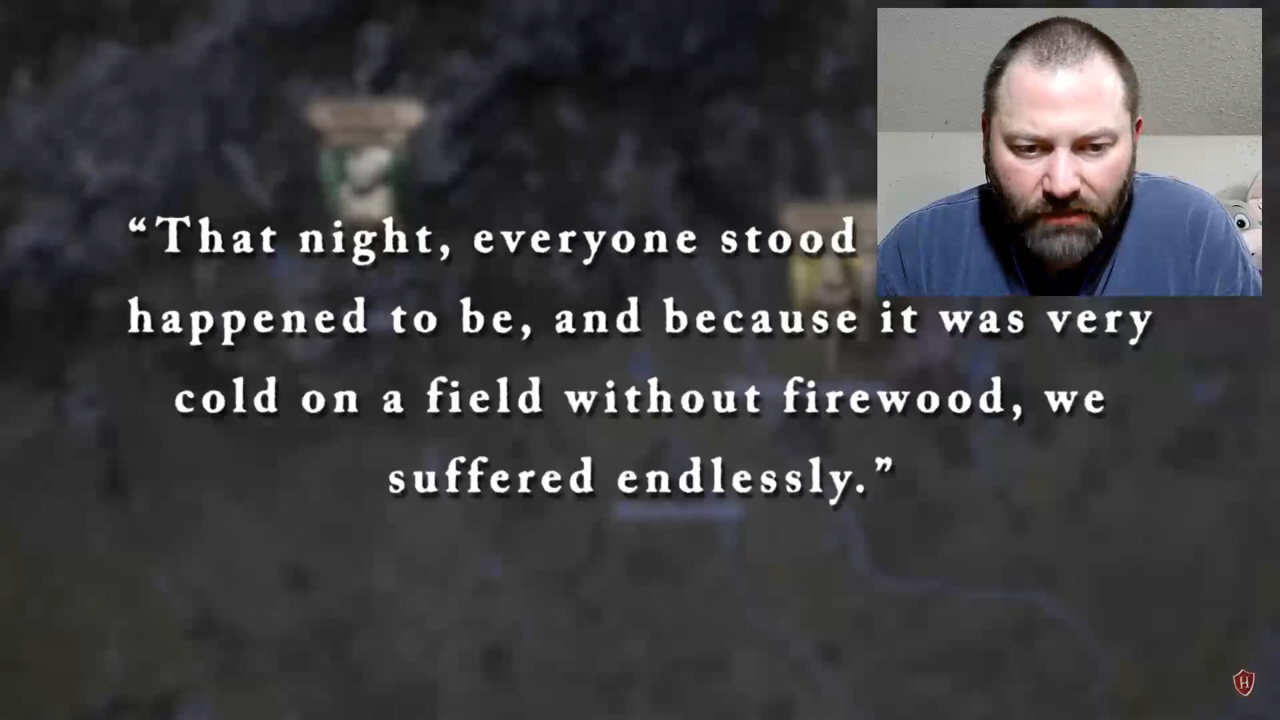 “That night, everyone stood
happened to be, and because it was very
cold on a field without firewood, we
suffered endlessly.”
H